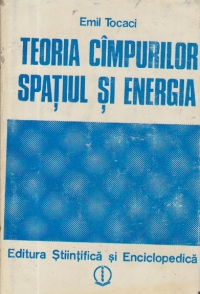 Emil Tocaci
TEORIA CÎMPURILOR
SPAȚIUL ȘI ENERGIA
Editura Științifică și Enciclopedică